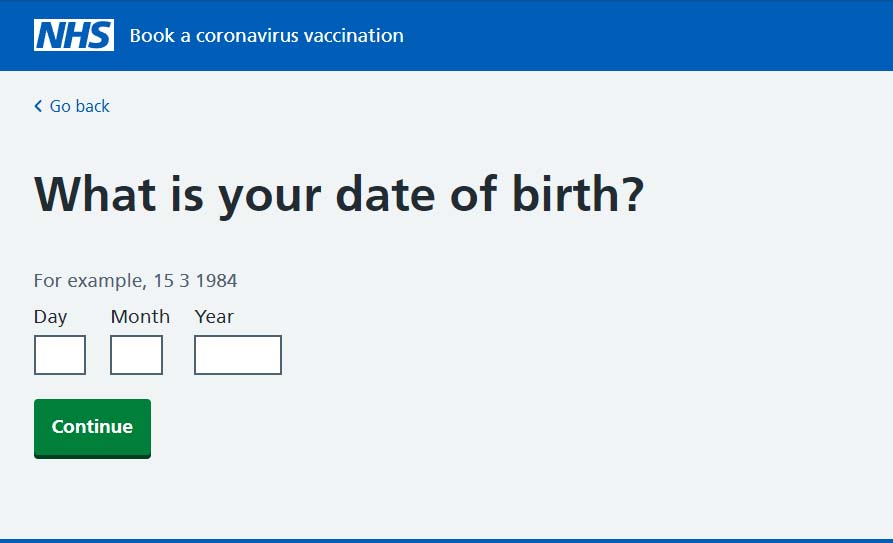 NHS Book a coronavirus vaccination
Go back
What is your date of birth?
For example, 15 3 1984
Day Month Year
Continue